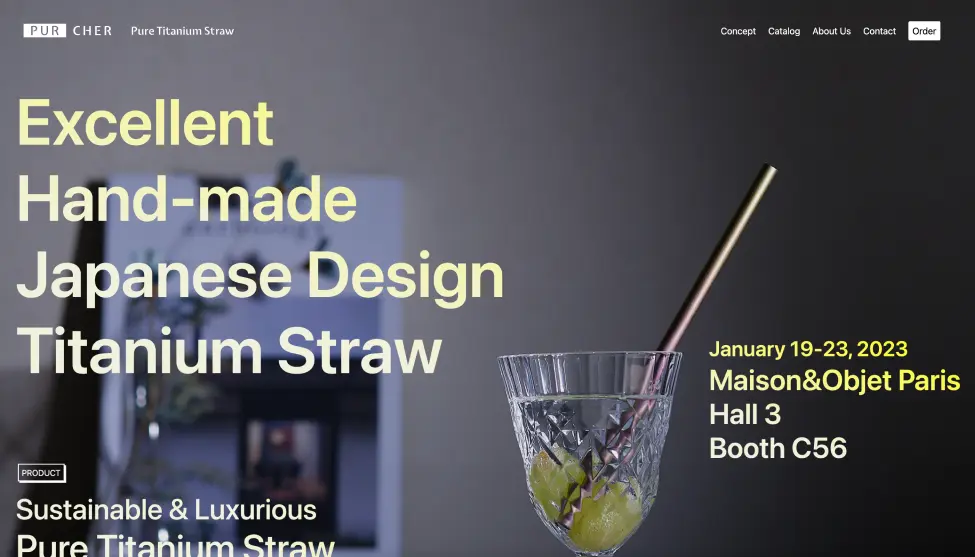 PUR CHER
Pure Titanium Straw
Concept
Catalog
About Us
Contact
Order
Excellent
Hand-made
Japanese Design
Titanium Straw
January 19-23, 2023
Maison&Objet Paris
Hall 3
Booth C56
PRODUCT
Sustainable & Luxurious
Pure Titanium Straw